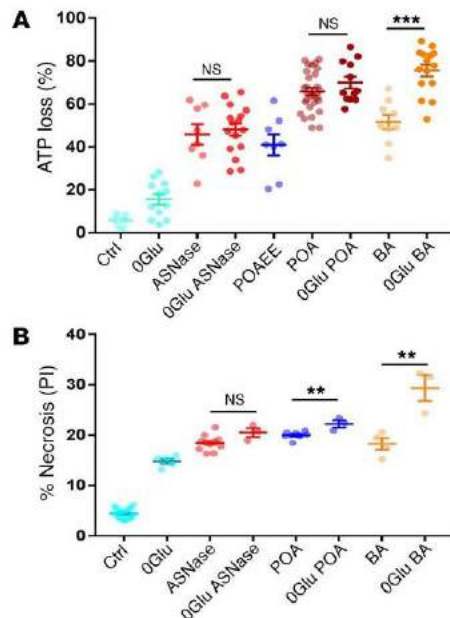 A
ATP loss (%)
100
80
60
40
20
0
NS
NS
***
Ctrl
0Glu
ASNase
0Glu ASNase
POAEE
POA
0Glu POA
BA
0Glu BA
B
% Necrosis (PI)
40
30
20
10
0
NS
**
**
Ctrl
0Glu
ASNase
0Glu ASNase
POA
0Glu POA
BA
0Glu BA